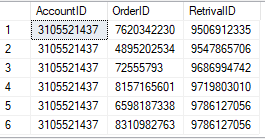 AccountID OrderID RetrivalID
1 3105521437 7620342230 9506912335
2 3105521437 4895202534 9547865706
3 3105521437 72555793 9686994742
4 3105521437 8157165601 9719803010
5 3105521437 6598187338 9786127056
6 3105521437 8310982763 9786127056